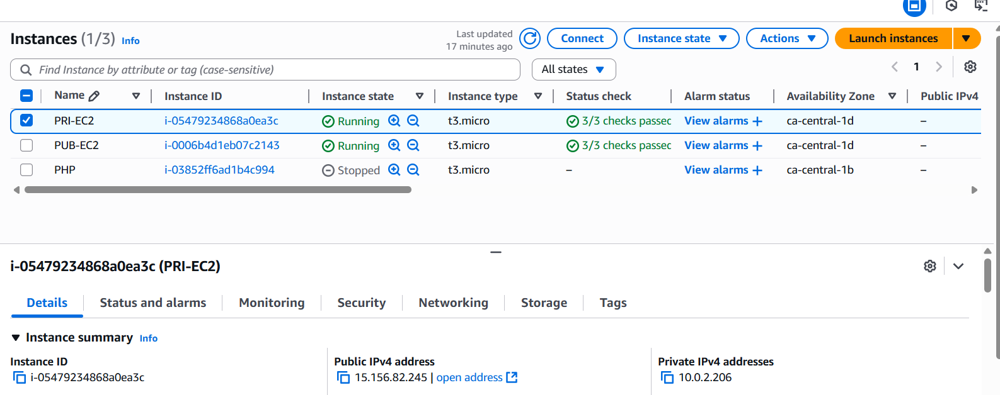 Instances (1/3) Info
Last updated
17 minutes ago
Connect
Instance state
Actions
Launch instances
Find Instance by attribute or tag (case-sensitive)
All states
1
Name Instance ID Instance state Instance type Status check Alarm status Availability Zone Public IPv4
PRI-EC2 i-05479234868a0ea3c Running t3.micro 3/3 checks passec View alarms + ca-central-1d –
PUB-EC2 i-0006b4d1eb07c2143 Running t3.micro 3/3 checks passec View alarms + ca-central-1d –
PHP i-03852ff6ad1b4c994 Stopped t3.micro – View alarms + ca-central-1b –
i-05479234868a0ea3c (PRI-EC2)
Details Status and alarms Monitoring Security Networking Storage Tags
Instance summary Info
Instance ID Public IPv4 address Private IPv4 addresses
i-05479234868a0ea3c 15.156.82.245 | open address 10.0.2.206